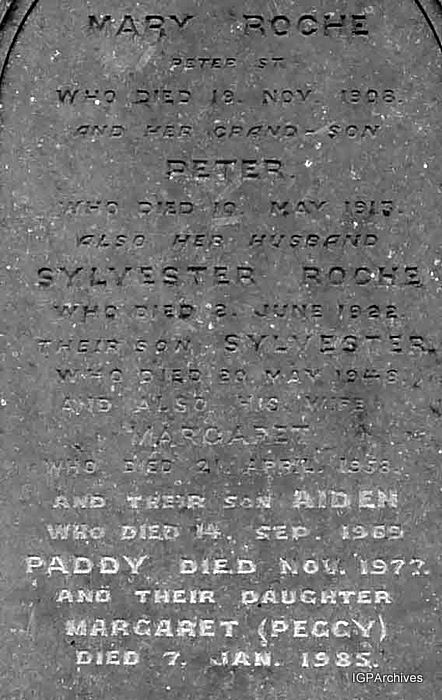 MARY ROCHE
PETER ST.
WHO DIED 19. NOV. 1906.
AND HER GRAND-SON
PETER.
WHO DIED 10. MAY 1913.
ALSO HER HUSBAND
SYLVESTER ROCHE
WHO DIED 2. JUNE 1922.
THEIR SON SYLVESTER.
WHO DIED 20. MAY 1948.
AND ALSO HIS WIFE
MARGARET
WHO DIED 21. APRIL. 1958.
AND THEIR SON AIDEN
WHO DIED 14. SEP. 1969
PADDY DIED NOV. 1977.
AND THEIR DAUGHTER
MARGARET (PEGGY)
DIED 7. JAN. 1985.
IGPArchives